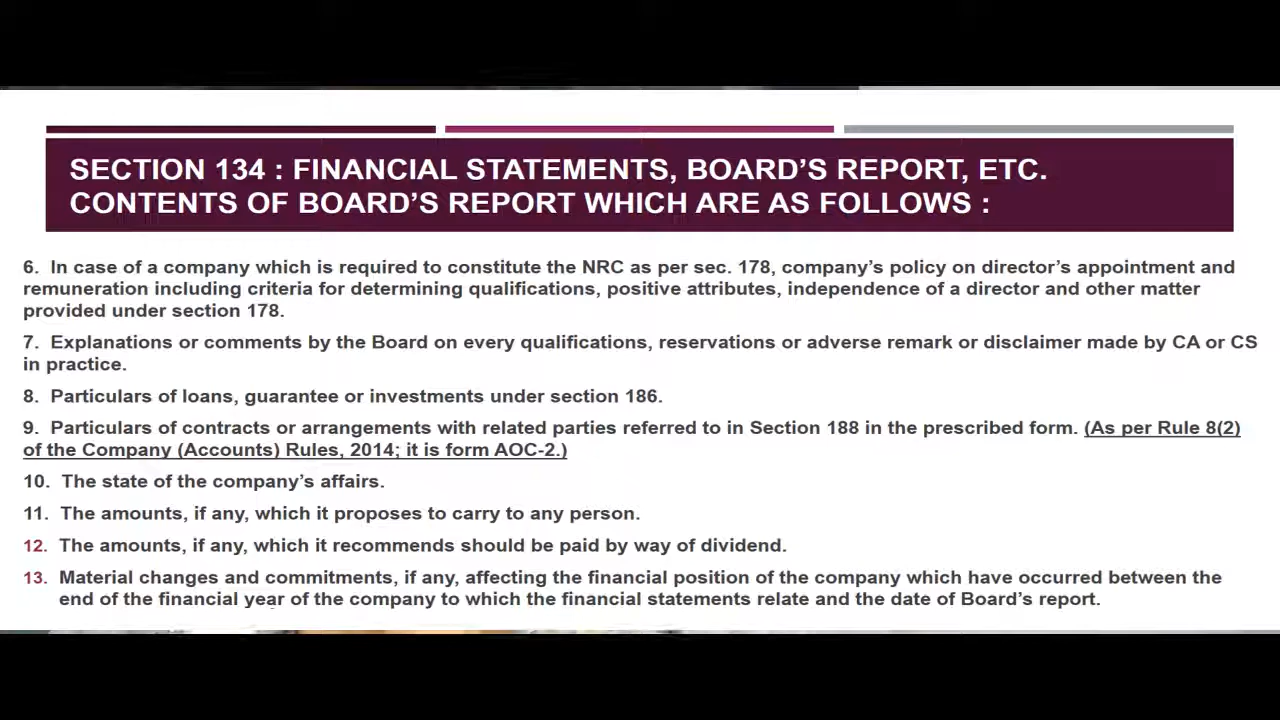 SECTION 134 : FINANCIAL STATEMENTS, BOARD’S REPORT, ETC.
CONTENTS OF BOARD’S REPORT WHICH ARE AS FOLLOWS :
6. In case of a company which is required to constitute the NRC as per sec. 178, company’s policy on director’s appointment and
remuneration including criteria for determining qualifications, positive attributes, independence of a director and other matter
provided under section 178.
7. Explanations or comments by the Board on every qualifications, reservations or adverse remark or disclaimer made by CA or CS
in practice.
8. Particulars of loans, guarantee or investments under section 186.
9. Particulars of contracts or arrangements with related parties referred to in Section 188 in the prescribed form. (As per Rule 8(2)
of the Company (Accounts) Rules, 2014; it is form AOC-2.)
10. The state of the company’s affairs.
11. The amounts, if any, which it proposes to carry to any person.
12. The amounts, if any, which it recommends should be paid by way of dividend.
13. Material changes and commitments, if any, affecting the financial position of the company which have occurred between the
end of the financial year of the company to which the financial statements relate and the date of Board’s report.